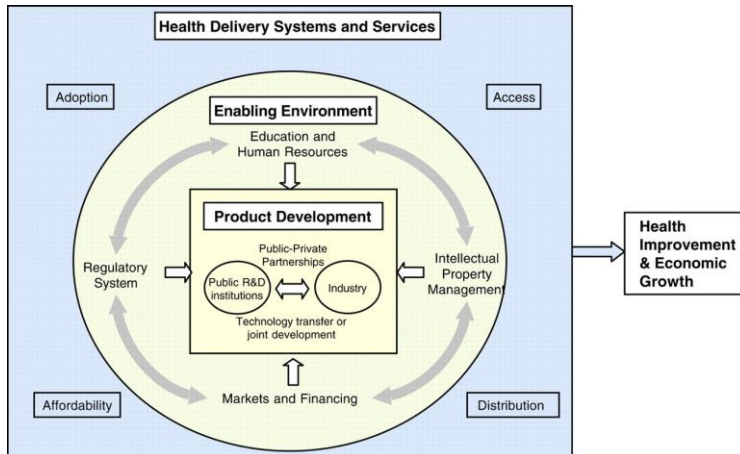 Health Delivery Systems and Services
Adoption
Access
Enabling Environment
Education and
Human Resources
Product Development
Public-Private
Partnerships
Regulatory
System
Public R&D
institutions
Industry
Intellectual
Property
Management
Technology transfer or
joint development
Markets and Financing
Affordability
Distribution
Health
Improvement
& Economic
Growth